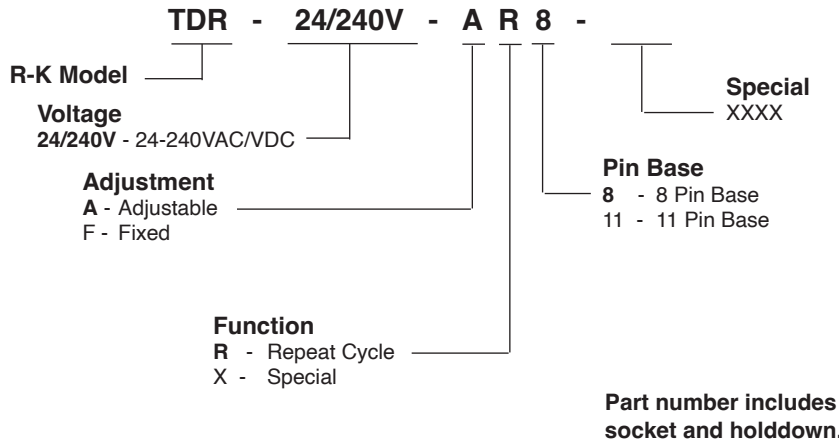 TDR - 24/240V - A R 8 -
R-K Model
Voltage
24/240V - 24-240VAC/VDC
Adjustment
A - Adjustable
F - Fixed
Function
R - Repeat Cycle
X - Special
Special
XXXX
Pin Base
8 - 8 Pin Base
11 - 11 Pin Base
Part number includes
socket and holddown.